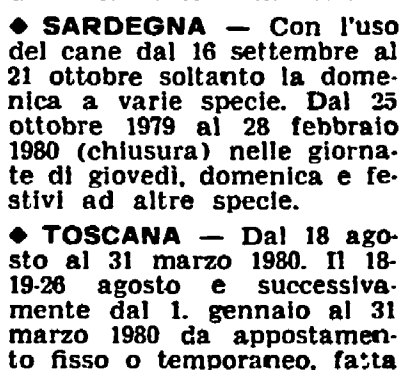 ◆ SARDEGNA — Con l'uso
del cane dal 16 settembre al
21 ottobre soltanto la dome-
nica a varie specie. Dal 25
ottobre 1979 al 28 febbraio
1980 (chiusura) nelle giorna-
te di giovedì, domenica e fe-
stivi ad altre specie.
◆ TOSCANA — Dal 18 ago-
sto al 31 marzo 1980. Il 18-
19-26 agosto e successiva-
mente dal 1. gennaio al 31
marzo 1980 da appostamen-
to fisso o temporaneo, fatta